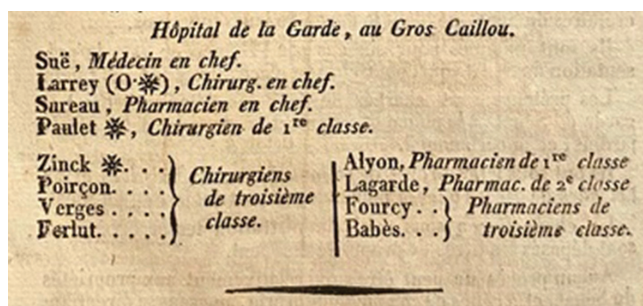 Hôpital de la Garde, au Gros Caillou.
Suë, Médecin en chef.
Larrey (O ❋), Chirurg. en chef.
Sureau, Pharmacien en chef.
Paulet ❋, Chirurgien de 1re classe.
Zinck ❋. . . .
Poirçon. . . .
Verges . . . .
Ferlut. . . . .
} Chirurgiens
de troisième
classe.
Alyon, Pharmacien de 1re classe
Lagarde, Pharmac. de 2e classe
Fourcy . . } Pharmaciens de
Babès. . . } troisième classe.